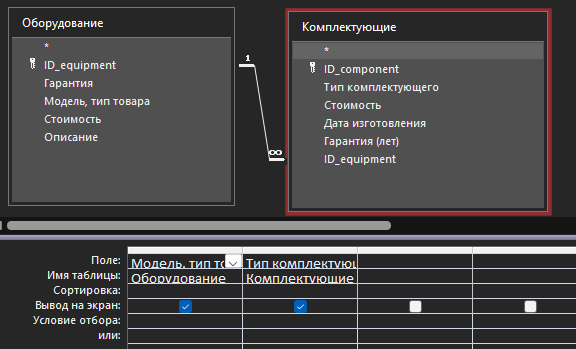 Оборудование
*
ID_equipment
Гарантия
Модель, тип товара
Стоимость
Описание
1
∞
Комплектующие
*
ID_component
Тип комплектующего
Стоимость
Дата изготовления
Гарантия (лет)
ID_equipment
Поле: Модель, тип то Тип комплектующ
Имя таблицы: Оборудование Комплектующие
Сортировка:
Вывод на экран:
Условие отбора:
или: